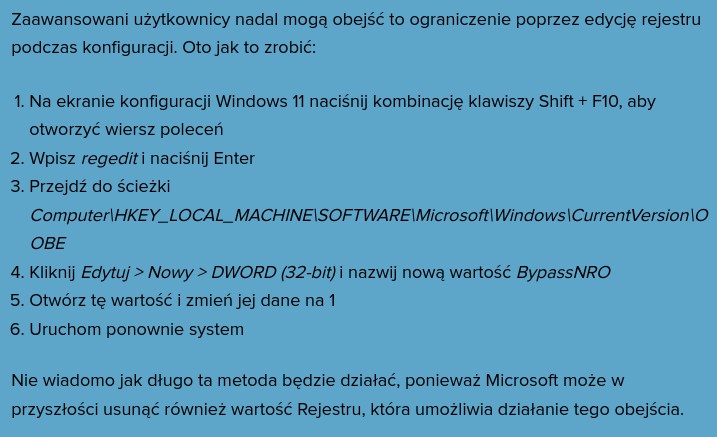 Zaawansowani użytkownicy nadal mogą obejść to ograniczenie poprzez edycję rejestru
podczas konfiguracji. Oto jak to zrobić:
1. Na ekranie konfiguracji Windows 11 naciśnij kombinację klawiszy Shift + F10, aby
otworzyć wiersz poleceń
2. Wpisz regedit i naciśnij Enter
3. Przejdź do ścieżki
Computer\HKEY_LOCAL_MACHINE\SOFTWARE\Microsoft\Windows\CurrentVersion\O
OBE
4. Kliknij Edytuj > Nowy > DWORD (32-bit) i nazwij nową wartość BypassNRO
5. Otwórz tę wartość i zmień jej dane na 1
6. Uruchom ponownie system
Nie wiadomo jak długo ta metoda będzie działać, ponieważ Microsoft może w
przyszłości usunąć również wartość Rejestru, która umożliwia działanie tego obejścia.